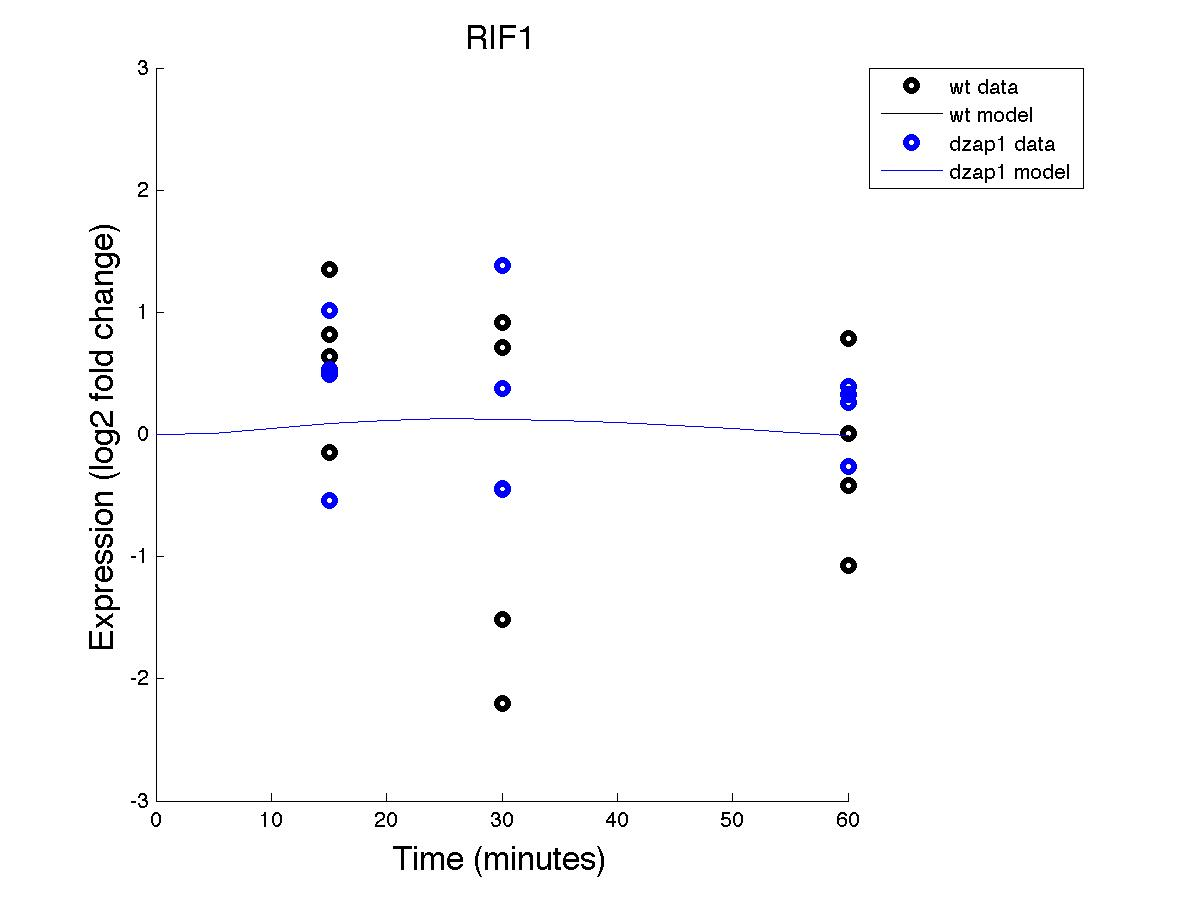 RIF1
3
2
1
0
-1
-2
-3
Expression (log2 fold change)
0 10 20 30 40 50 60
Time (minutes)
wt data
wt model
dzap1 data
dzap1 model